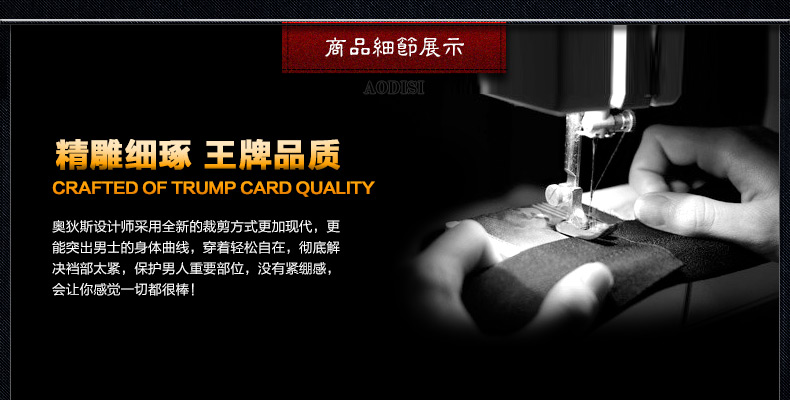 商品細節展示
AODISI
精雕细琢 王牌品质
CRAFTED OF TRUMP CARD QUALITY
奥狄斯设计师采用全新的裁剪方式更加现代，更
能突出男士的身体曲线，穿着轻松自在，彻底解
决裆部太紧，保护男人重要部位，没有紧绷感，
会让你感觉一切都很棒！